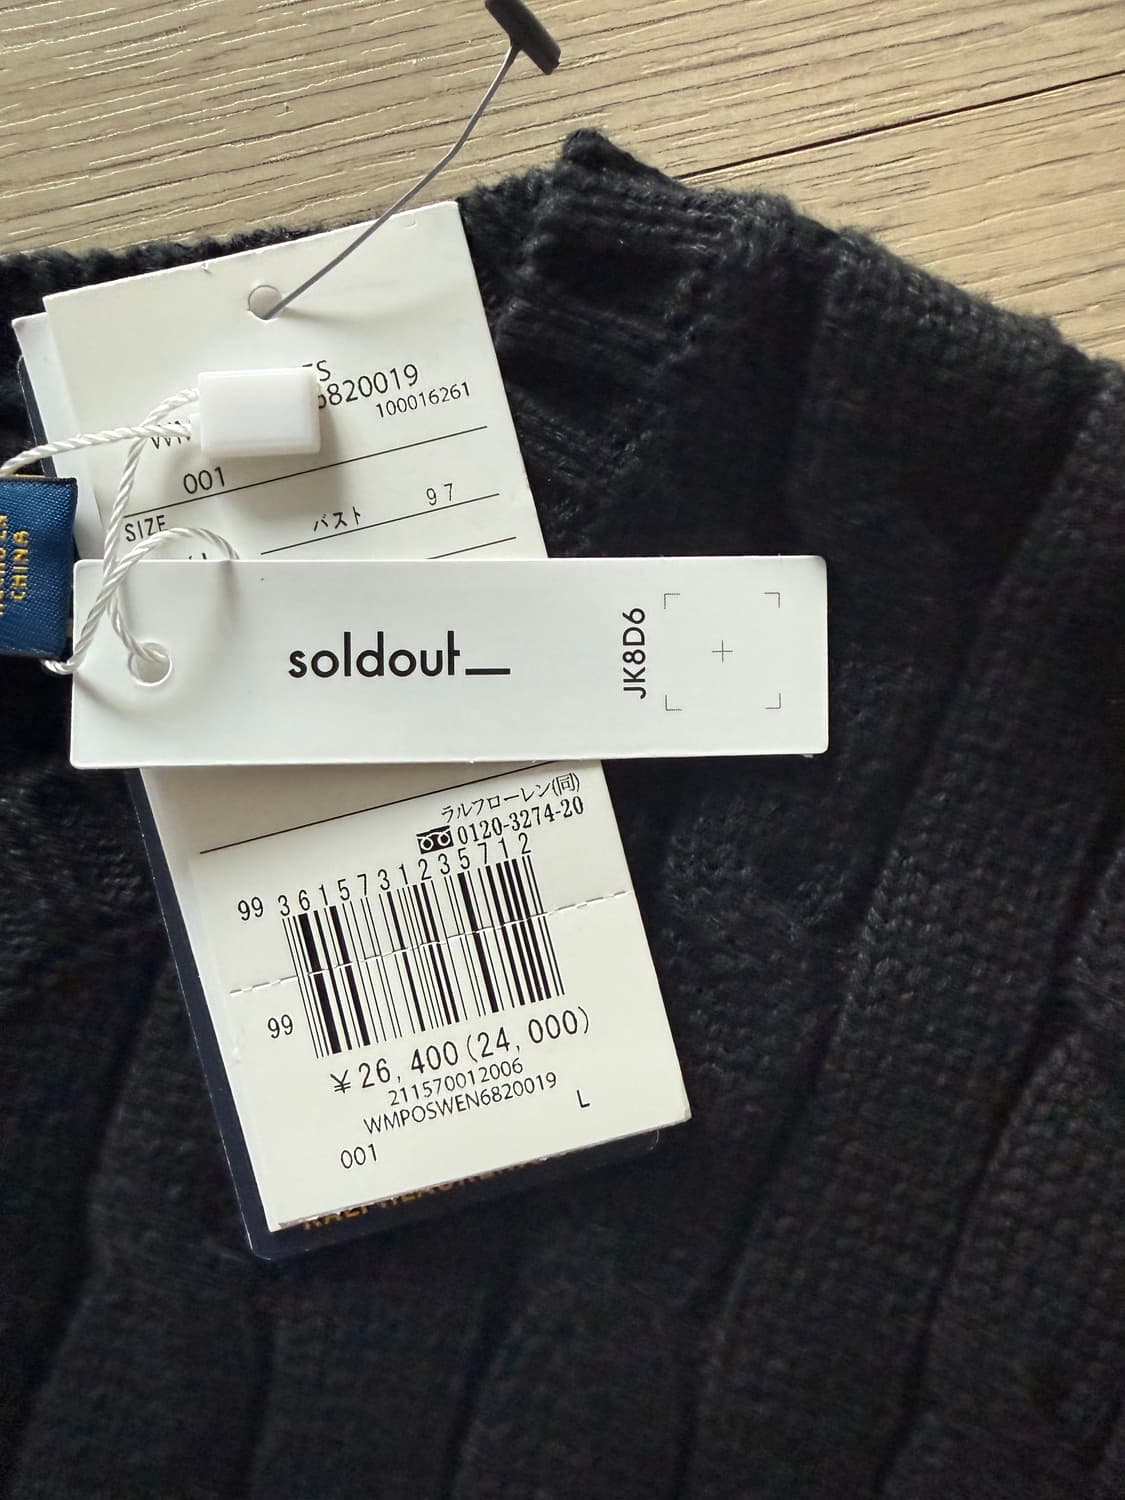 6820019
100016261
001
SIZE
バスト 97
CHINA
soldout_
JK8D6
ラルフローレン(同)
0120-3274-20
99 3615731235712
99
¥26,400(24,000)
211570012006
WMPOSWEN6820019
001 L